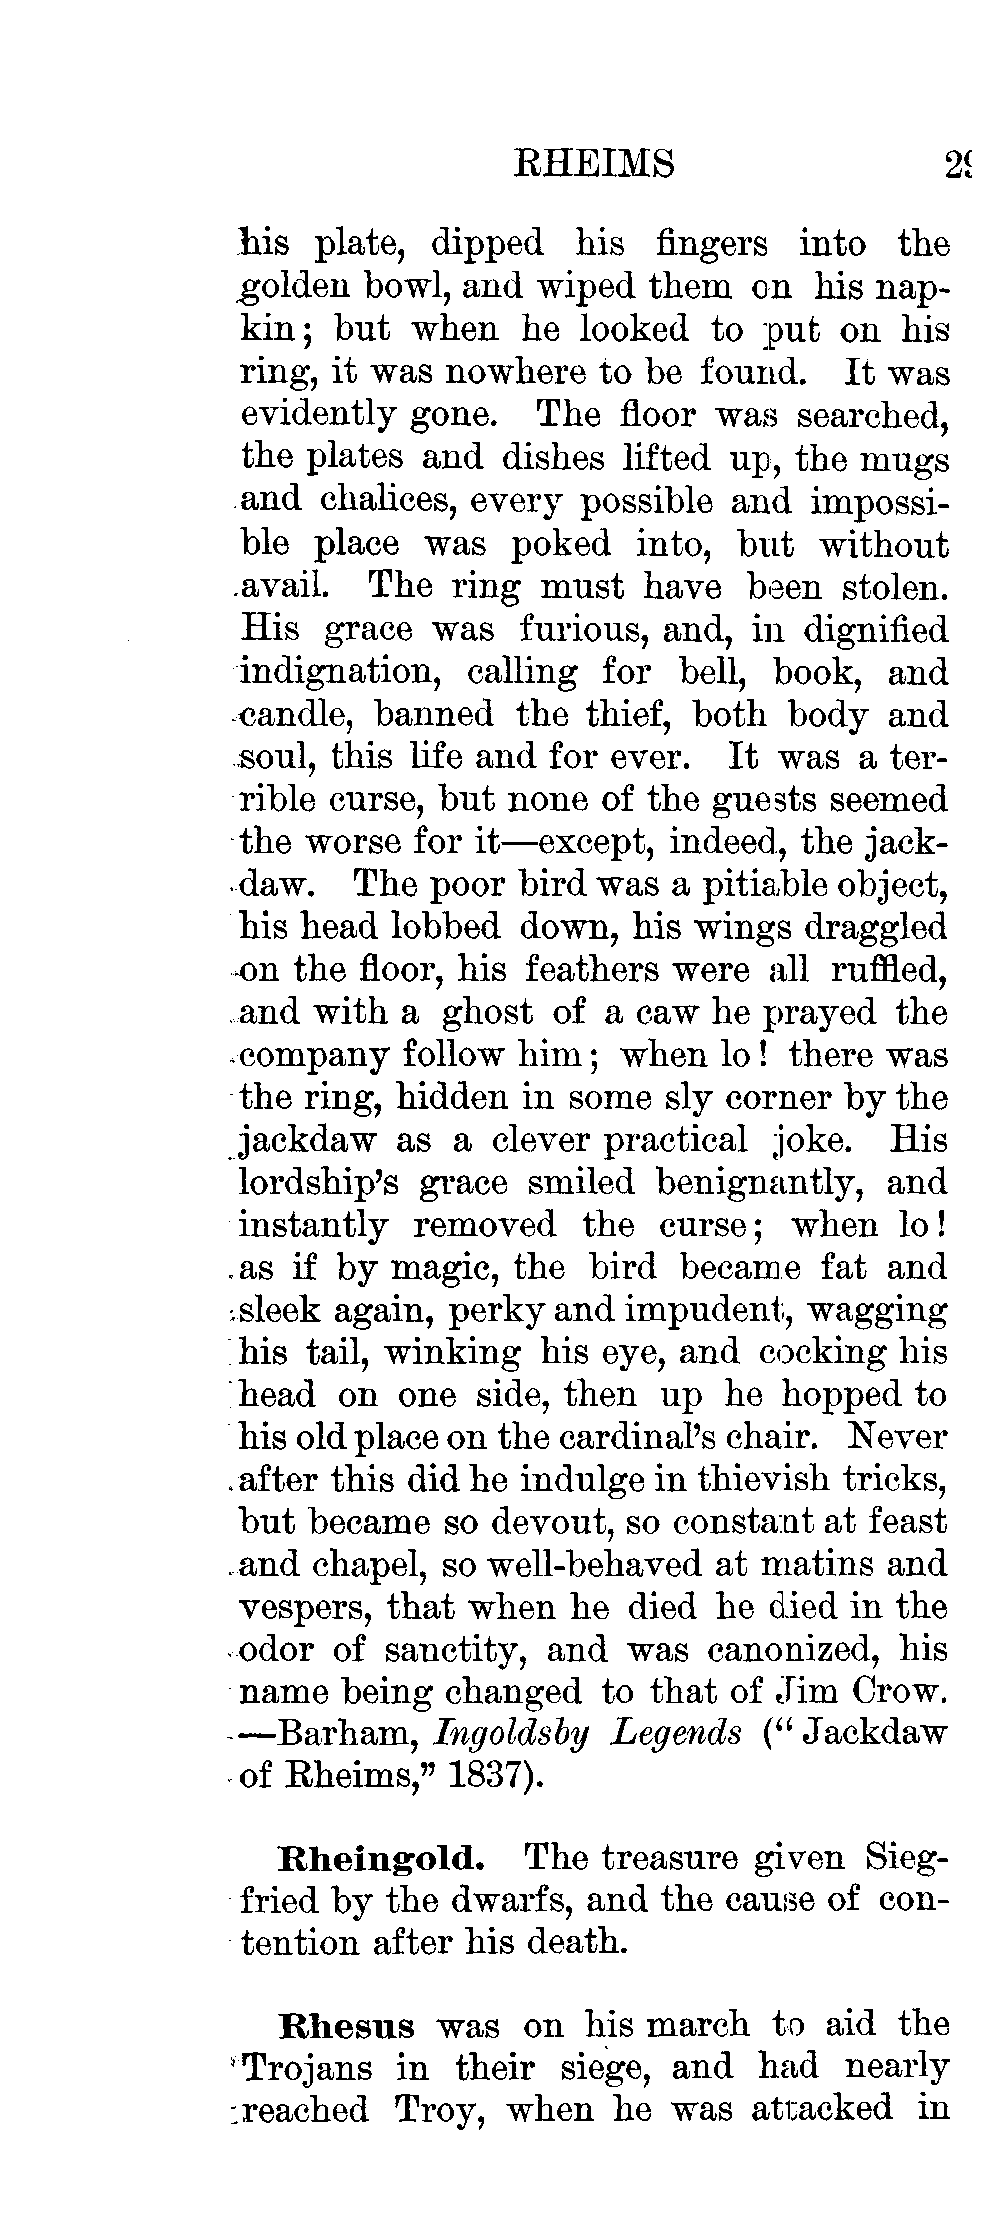 RHEIMS
his plate, dipped his fingers into the
golden bowl, and wiped them on his nap-
kin; but when he looked to put on his
ring, it was nowhere to be found. It was
evidently gone. The floor was searched,
the plates and dishes lifted up, the mugs
and chalices, every possible and impossi-
ble place was poked into, but without
avail. The ring must have been stolen.
His grace was furious, and, in dignified
indignation, calling for bell, book, and
candle, banned the thief, both body and
soul, this life and for ever. It was a ter-
rible curse, but none of the guests seemed
the worse for it—except, indeed, the jack-
daw. The poor bird was a pitiable object,
his head lobbed down, his wings draggled
on the floor, his feathers were all ruffled,
and with a ghost of a caw he prayed the
company follow him; when lo! there was
the ring, hidden in some sly corner by the
jackdaw as a clever practical joke. His
lordship's grace smiled benignantly, and
instantly removed the curse; when lo!
as if by magic, the bird became fat and
sleek again, perky and impudent, wagging
his tail, winking his eye, and cocking his
head on one side, then up he hopped to
his old place on the cardinal's chair. Never
after this did he indulge in thievish tricks,
but became so devout, so constant at feast
and chapel, so well-behaved at matins and
vespers, that when he died he died in the
odor of sanctity, and was canonized, his
name being changed to that of Jim Crow.
—Barham, Ingoldsby Legends (“ Jackdaw
of Rheims,” 1837).
Rheingold. The treasure given Sieg-
fried by the dwarfs, and the cause of con-
tention after his death.
Rhesus was on his march to aid the
Trojans in their siege, and had nearly
reached Troy, when he was attacked in